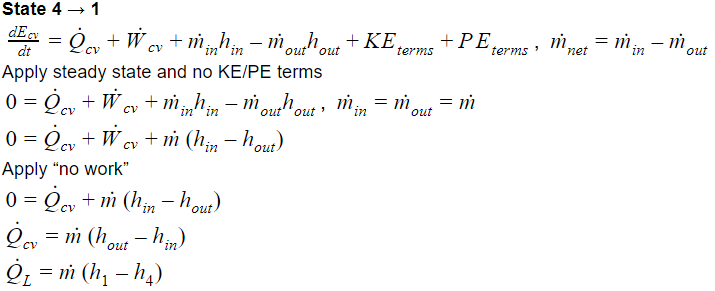 State 4 → 1
dE_cv/dt = Q̇_cv + Ẇ_cv + ṁ_in h_in − ṁ_out h_out + KE_terms + PE_terms , ṁ_net = ṁ_in − ṁ_out
Apply steady state and no KE/PE terms
0 = Q̇_cv + Ẇ_cv + ṁ_in h_in − ṁ_out h_out , ṁ_in = ṁ_out = ṁ
0 = Q̇_cv + Ẇ_cv + ṁ (h_in − h_out)
Apply “no work”
0 = Q̇_cv + ṁ (h_in − h_out)
Q̇_cv = ṁ (h_out − h_in)
Q̇_L = ṁ (h_1 − h_4)